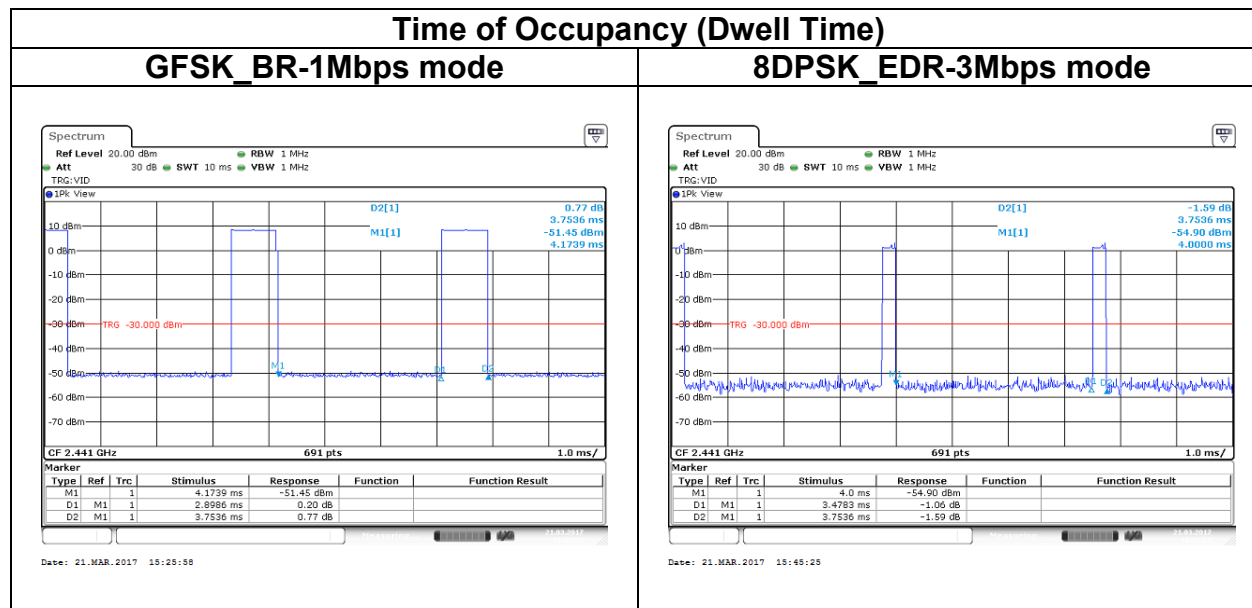 Time of Occupancy (Dwell Time)
GFSK_BR-1Mbps mode
8DPSK_EDR-3Mbps mode
Spectrum
Ref Level 20.00 dBm RBW 1 MHz
Att 30 dB SWT 10 ms VBW 1 MHz
TRG:VID
1Pk View
D2[1] 0.77 dB
3.7536 ms
M1[1] -51.45 dBm
4.1739 ms
10 dBm
0 dBm
-10 dBm
-20 dBm
-30 dBm TRG -30.000 dBm
-40 dBm
M1
-50 dBm D1 D2
-60 dBm
-70 dBm
CF 2.441 GHz 691 pts 1.0 ms/
Marker
Type Ref Trc Stimulus Response Function Function Result
M1 1 4.1739 ms -51.45 dBm
D1 M1 1 2.8986 ms 0.20 dB
D2 M1 1 3.7536 ms 0.77 dB
21.03.2017
Date: 21.MAR.2017 15:25:58
Spectrum
Ref Level 20.00 dBm RBW 1 MHz
Att 30 dB SWT 10 ms VBW 1 MHz
TRG:VID
1Pk View
D2[1] -1.59 dB
3.7536 ms
M1[1] -54.90 dBm
4.0000 ms
10 dBm
0 dBm
-10 dBm
-20 dBm
-30 dBm TRG -30.000 dBm
-40 dBm
-50 dBm M1
D1 D2
-60 dBm
-70 dBm
CF 2.441 GHz 691 pts 1.0 ms/
Marker
Type Ref Trc Stimulus Response Function Function Result
M1 1 4.0 ms -54.90 dBm
D1 M1 1 3.4783 ms -1.06 dB
D2 M1 1 3.7536 ms -1.59 dB
21.03.2017
Date: 21.MAR.2017 15:45:25